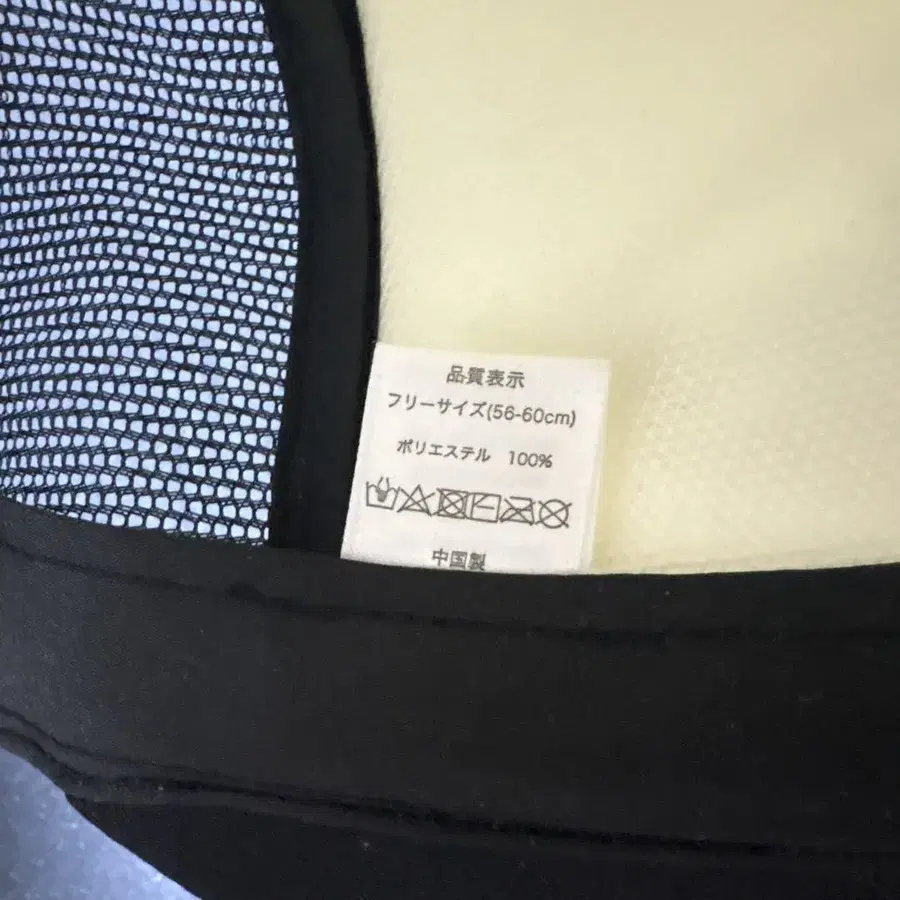 品質表示
フリーサイズ(56-60cm)
ポリエステル 100%
中国製